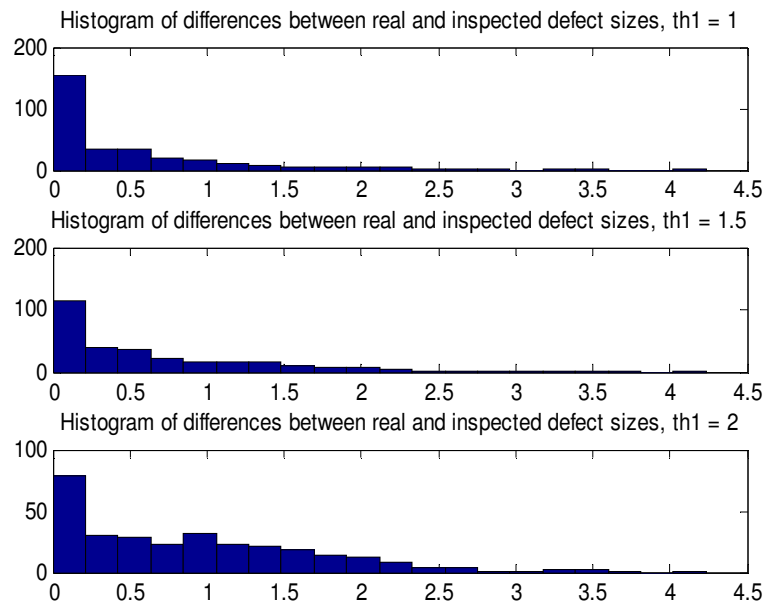 Histogram of differences between real and inspected defect sizes, th1 = 1
200
100
0
0 0.5 1 1.5 2 2.5 3 3.5 4 4.5
Histogram of differences between real and inspected defect sizes, th1 = 1.5
200
100
0
0 0.5 1 1.5 2 2.5 3 3.5 4 4.5
Histogram of differences between real and inspected defect sizes, th1 = 2
100
50
0
0 0.5 1 1.5 2 2.5 3 3.5 4 4.5